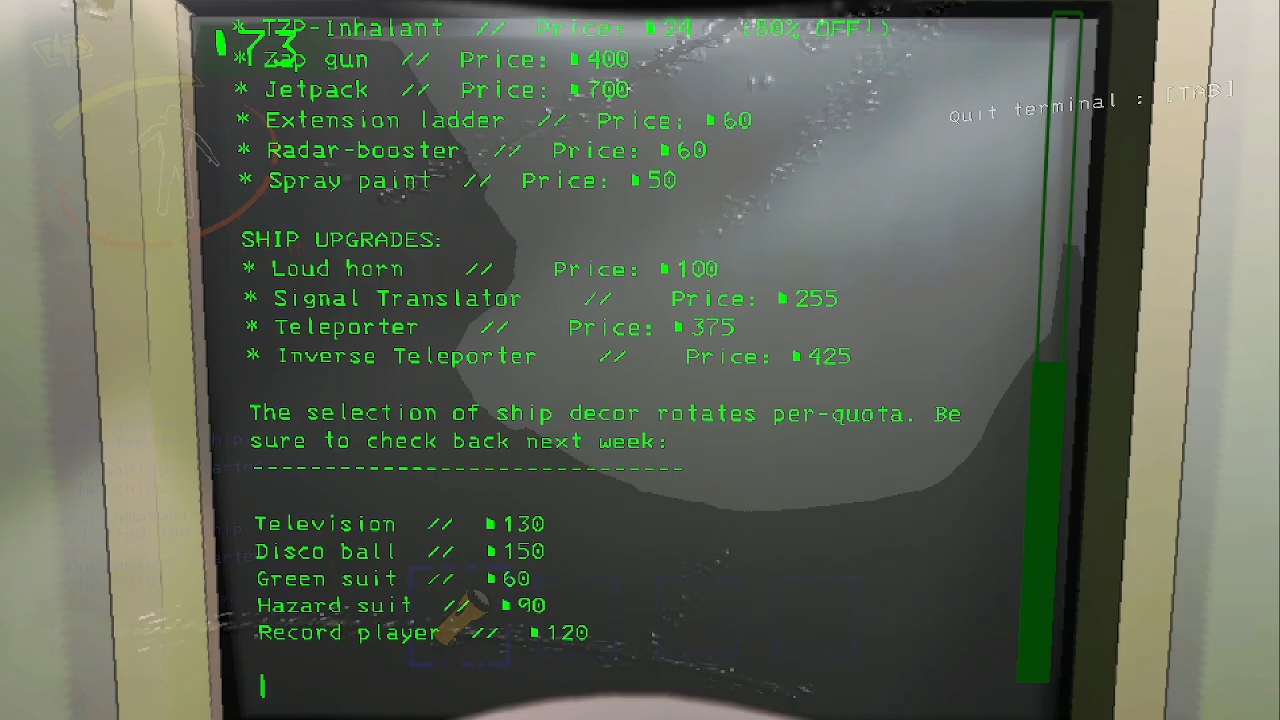 * TZP-Inhalant // Price: ▮24 (80% OFF!)
▮73
* Zap gun // Price: ▮400
* Jetpack // Price: ▮700
Quit terminal : [TAB]
* Extension ladder // Price: ▮60
* Radar-booster // Price: ▮60
* Spray paint // Price: ▮50
SHIP UPGRADES:
* Loud horn // Price: ▮100
* Signal Translator // Price: ▮255
* Teleporter // Price: ▮375
* Inverse Teleporter // Price: ▮425
The selection of ship decor rotates per-quota. Be
sure to check back next week:
------------------------------
Television // ▮130
Disco ball // ▮150
Green suit // ▮60
Hazard suit // ▮90
Record player // ▮120